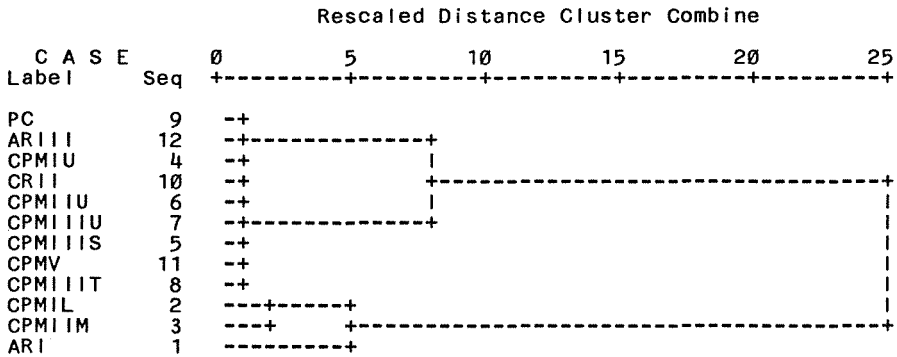 Rescaled Distance Cluster Combine
C A S E 0 5 10 15 20 25
Label Seq +---------+---------+---------+---------+---------+
PC 9 -+
ARIII 12 -+-------------+
CPMIU 4 -+ |
CRII 10 -+ +---------------------------------+
CPMIIU 6 -+ | |
CPMIIIU 7 -+-------------+ |
CPMIIIS 5 -+ |
CPMV 11 -+ |
CPMIIIT 8 -+ |
CPMIL 2 ---+-----+ |
CPMIIM 3 ---+ +---------------------------------------+
ARI 1 ---------+